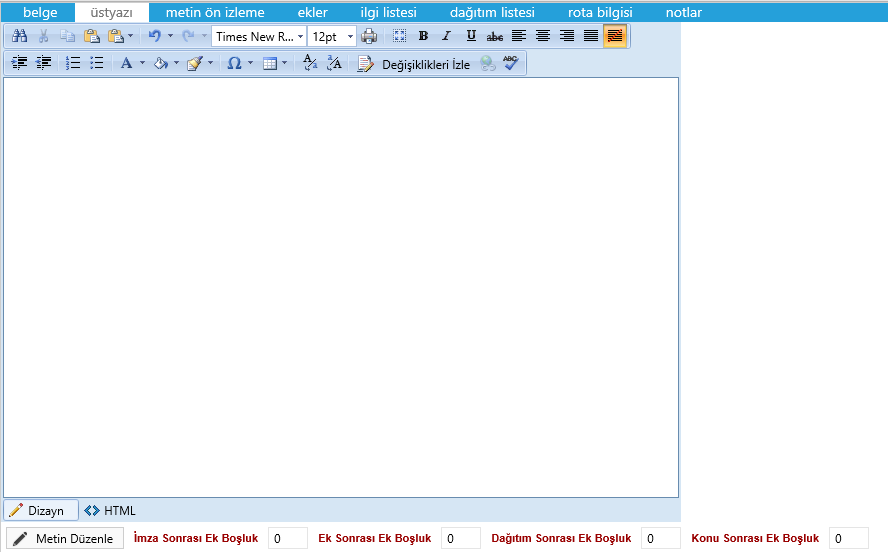 belge üstyazı metin ön izleme ekler ilgi listesi dağıtım listesi rota bilgisi notlar
Times New R... 12pt B I U abc
A Ω Değişiklikleri İzle ABC
Dizayn HTML
Metin Düzenle İmza Sonrası Ek Boşluk 0 Ek Sonrası Ek Boşluk 0 Dağıtım Sonrası Ek Boşluk 0 Konu Sonrası Ek Boşluk 0